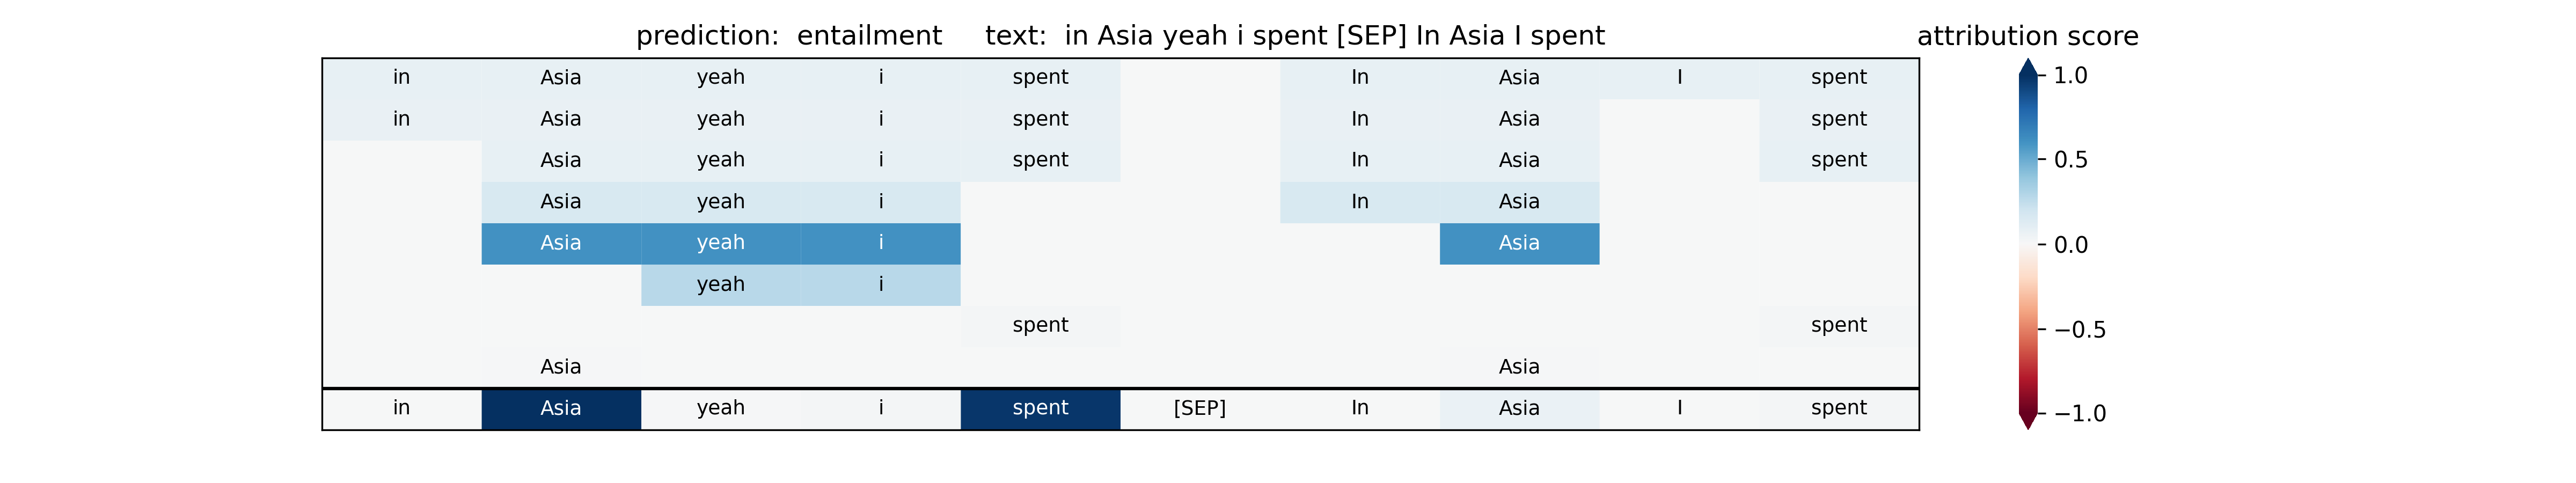 prediction:  entailment     text:  in Asia yeah i spent [SEP] In Asia I spent
attribution score
in Asia yeah i spent In Asia I spent
in Asia yeah i spent In Asia spent
Asia yeah i spent In Asia spent
Asia yeah i In Asia
Asia yeah i Asia
yeah i
spent spent
Asia Asia
in Asia yeah i spent [SEP] In Asia I spent
1.0
0.5
0.0
−0.5
−1.0